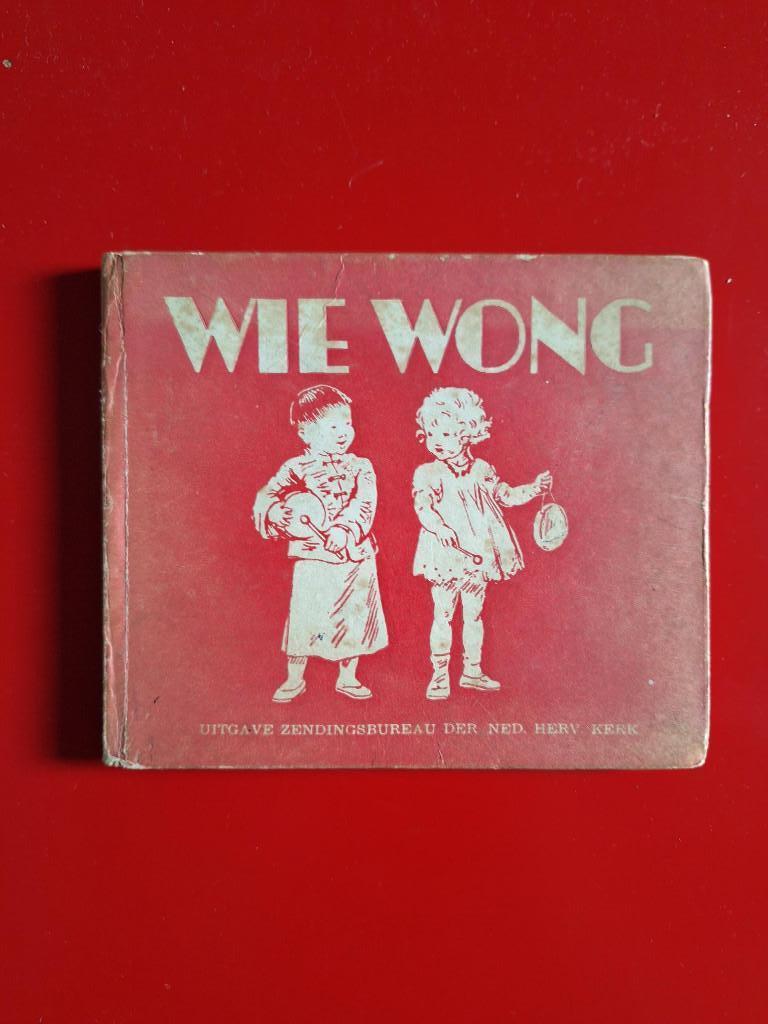 WIE WONG
UITGAVE ZENDINGSBUREAU DER NED. HERV. KERK